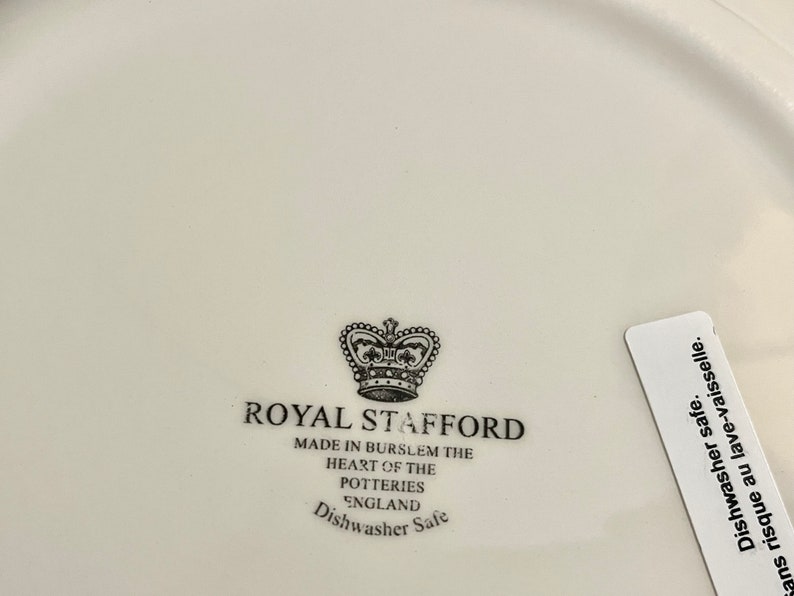 ROYAL STAFFORD
MADE IN BURSLEM THE
HEART OF THE
POTTERIES
ENGLAND
Dishwasher Safe
Dishwasher safe.
risque au lave-vaisselle.